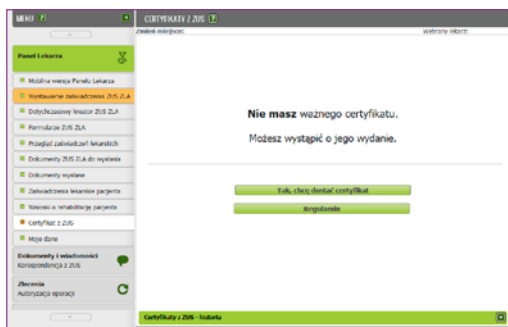 MENU
CERTYFIKATY Z ZUS
Zmień miejsce:
Wybrany lekarz:
Panel Lekarza
Mobilna wersja Panelu Lekarza
Wystawienie zaświadczenia ZUS ZLA
Dotychczasowy kreator ZUS ZLA
Formularze ZUS ZLA
Przegląd zaświadczeń lekarskich
Dokumenty ZUS ZLA do wysłania
Dokumenty wysłane
Zaświadczenia lekarskie pacjenta
Wnioski o rehabilitację pacjenta
Certyfikat z ZUS
Moje dane
Dokumenty i wiadomości
Korespondencja z ZUS
Zlecenia
Autoryzacja operacji
Nie masz ważnego certyfikatu.
Możesz wystąpić o jego wydanie.
Tak, chcę dostać certyfikat
Regulamin
Certyfikaty z ZUS - historia